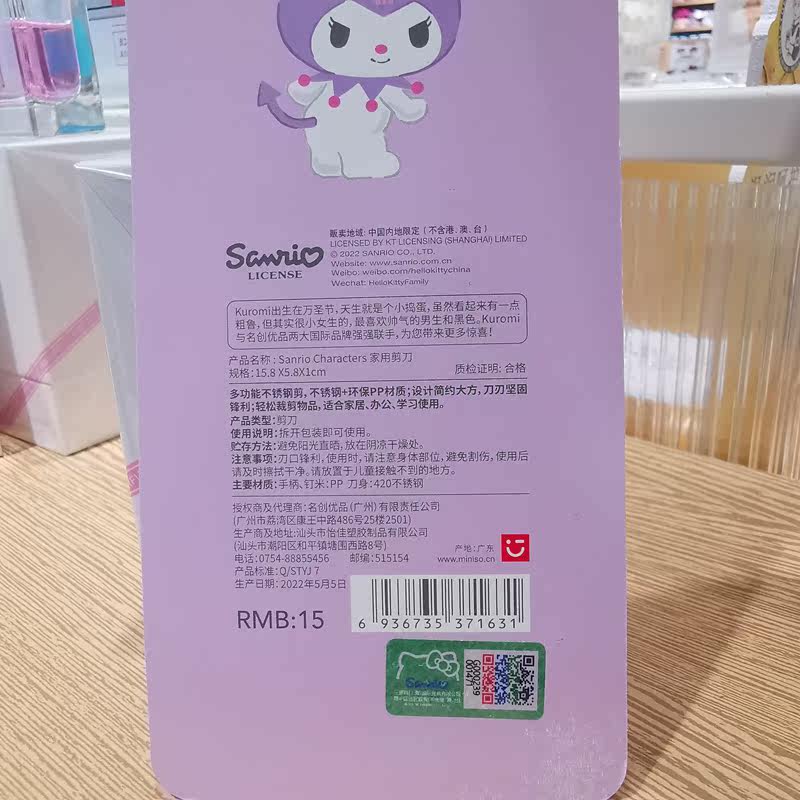 贩卖地域: 中国内地限定 (不含港、澳、台)
LICENSED BY KT LICENSING (SHANGHAI) LIMITED
© 2022 SANRIO CO., LTD.
Website: www.sanrio.com.cn
Weibo: weibo.com/hellokittychina
Wechat: HelloKittyFamily
Sanrio
LICENSE
Kuromi出生在万圣节,天生就是个小捣蛋,虽然看起来有一点
粗鲁, 但其实很小女生的, 最喜欢帅气的男生和黑色。Kuromi
与名创优品两大国际品牌强强联手,为您带来更多惊喜!
产品名称: Sanrio Characters 家用剪刀
规格:15.8 X5.8X1cm 质检证明: 合格
多功能不锈钢剪, 不锈钢+环保PP材质; 设计简约大方, 刀刃坚固
锋利; 轻松裁剪物品, 适合家居、办公、学习使用。
产品类型: 剪刀
使用说明: 拆开包装即可使用。
贮存方法: 避免阳光直晒, 放在阴凉干燥处。
注意事项: 刃口锋利, 使用时, 请注意身体部位, 避免割伤, 使用后
请及时擦拭干净。请放置于儿童接触不到的地方。
主要材质: 手柄、钉米: PP 刀身: 420不锈钢
授权商及代理商: 名创优品 (广州) 有限责任公司
(广州市荔湾区康王中路486号25楼2501)
生产商及地址:汕头市怡佳塑胶制品有限公司
(汕头市潮阳区和平镇塘围西路8号)
电话: 0754-88855456 邮编: 515154
产品标准: Q/STYJ 7
生产日期: 2022年5月5日
产地: 广东
www.miniso.cn
RMB:15
6 936735 371631
Sanrio